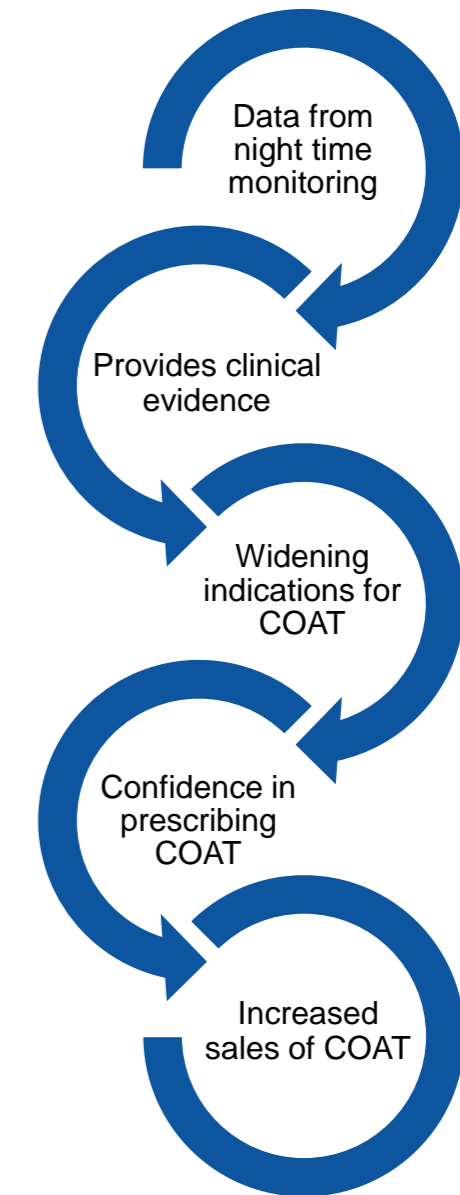 Data from
night time
monitoring
Provides clinical
evidence
Widening
indications for
COAT
Confidence in
prescribing
COAT
Increased
sales of COAT